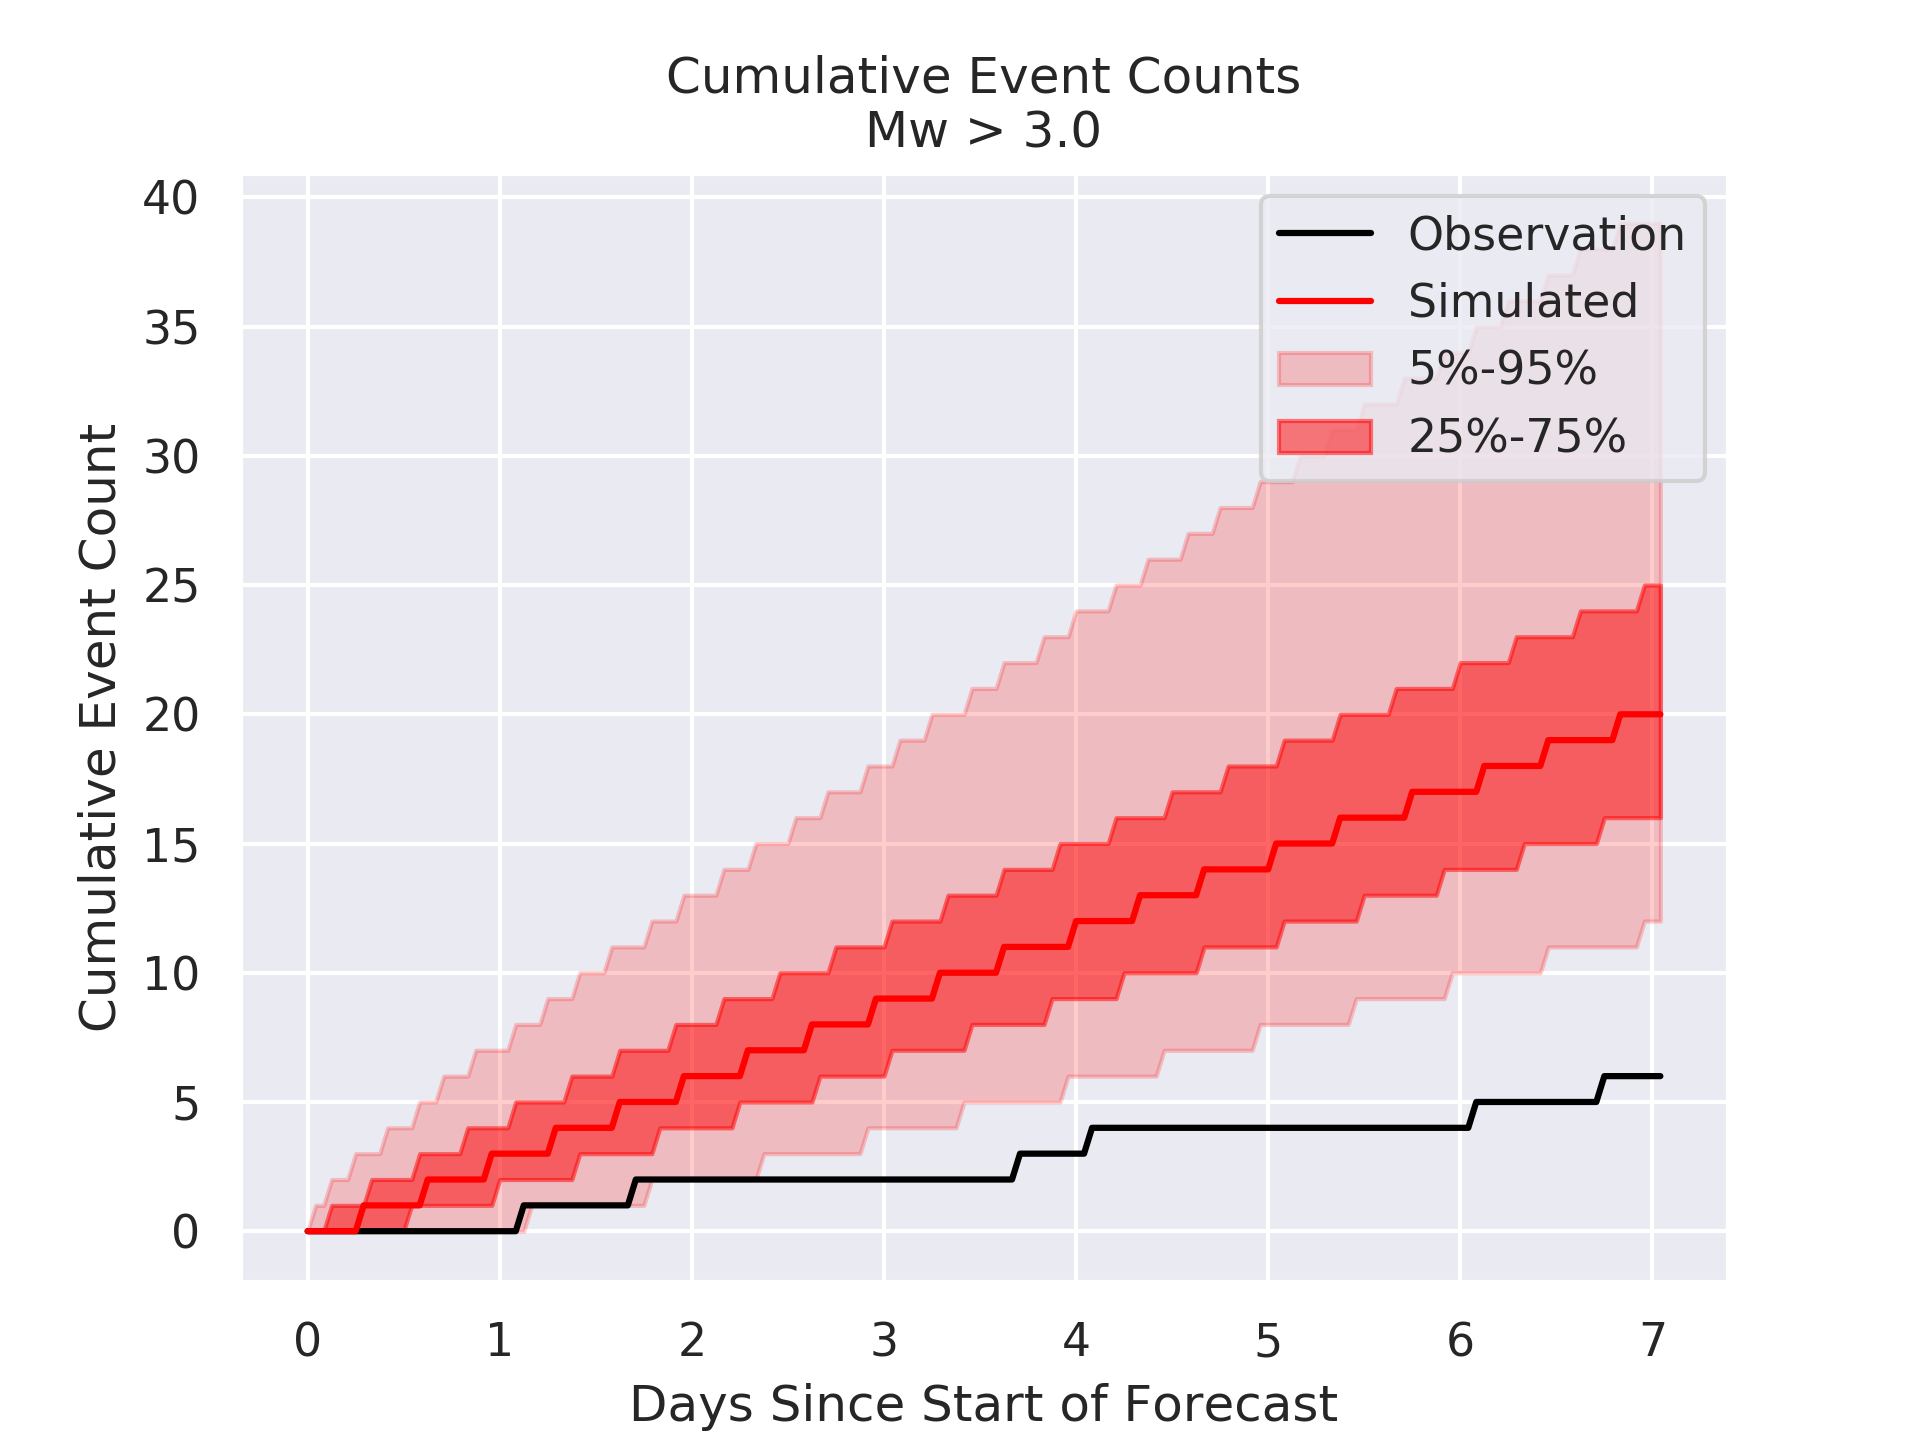 Cumulative Event Counts
Mw > 3.0
Cumulative Event Count
40
35
30
25
20
15
10
5
0
Observation
Simulated
5%-95%
25%-75%
0 1 2 3 4 5 6 7
Days Since Start of Forecast